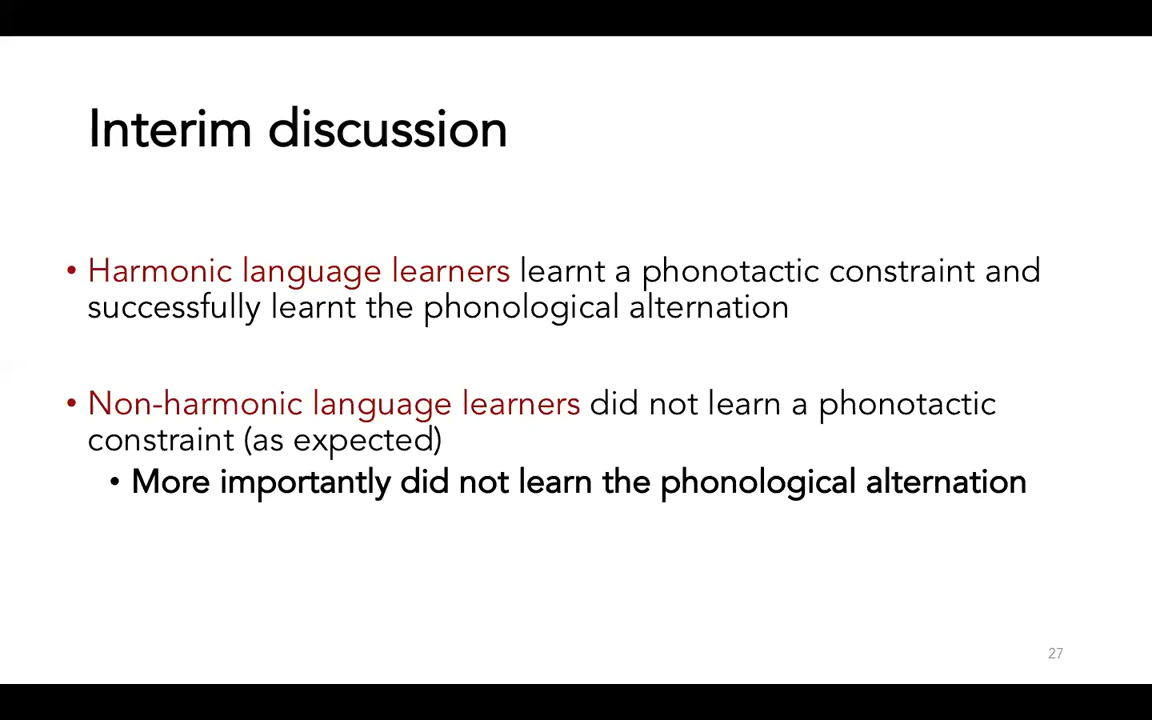 Interim discussion
• Harmonic language learners learnt a phonotactic constraint and
successfully learnt the phonological alternation
• Non-harmonic language learners did not learn a phonotactic
constraint (as expected)
• More importantly did not learn the phonological alternation
27